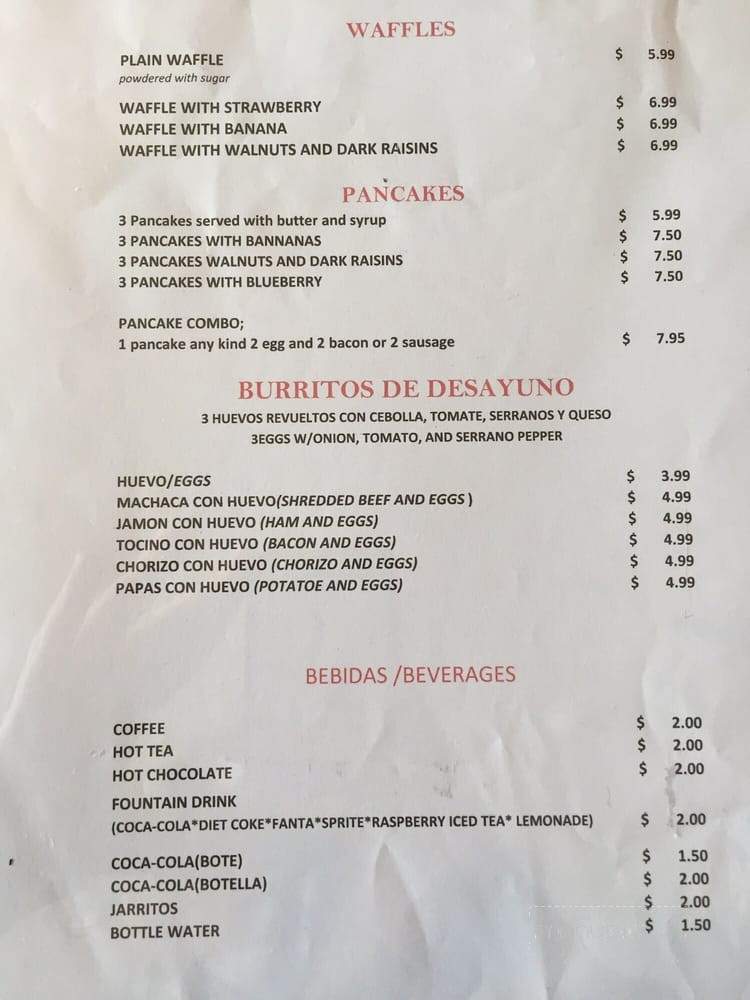 WAFFLES
PLAIN WAFFLE $ 5.99
powdered with sugar
WAFFLE WITH STRAWBERRY $ 6.99
WAFFLE WITH BANANA $ 6.99
WAFFLE WITH WALNUTS AND DARK RAISINS $ 6.99
PANCAKES
3 Pancakes served with butter and syrup $ 5.99
3 PANCAKES WITH BANNANAS $ 7.50
3 PANCAKES WALNUTS AND DARK RAISINS $ 7.50
3 PANCAKES WITH BLUEBERRY $ 7.50
PANCAKE COMBO;
1 pancake any kind 2 egg and 2 bacon or 2 sausage $ 7.95
BURRITOS DE DESAYUNO
3 HUEVOS REVUELTOS CON CEBOLLA, TOMATE, SERRANOS Y QUESO
3EGGS W/ONION, TOMATO, AND SERRANO PEPPER
HUEVO/EGGS $ 3.99
MACHACA CON HUEVO(SHREDDED BEEF AND EGGS ) $ 4.99
JAMON CON HUEVO (HAM AND EGGS) $ 4.99
TOCINO CON HUEVO (BACON AND EGGS) $ 4.99
CHORIZO CON HUEVO (CHORIZO AND EGGS) $ 4.99
PAPAS CON HUEVO (POTATOE AND EGGS) $ 4.99
BEBIDAS /BEVERAGES
COFFEE $ 2.00
HOT TEA $ 2.00
HOT CHOCOLATE $ 2.00
FOUNTAIN DRINK
(COCA-COLA*DIET COKE*FANTA*SPRITE*RASPBERRY ICED TEA* LEMONADE) $ 2.00
COCA-COLA(BOTE) $ 1.50
COCA-COLA(BOTELLA) $ 2.00
JARRITOS $ 2.00
BOTTLE WATER $ 1.50